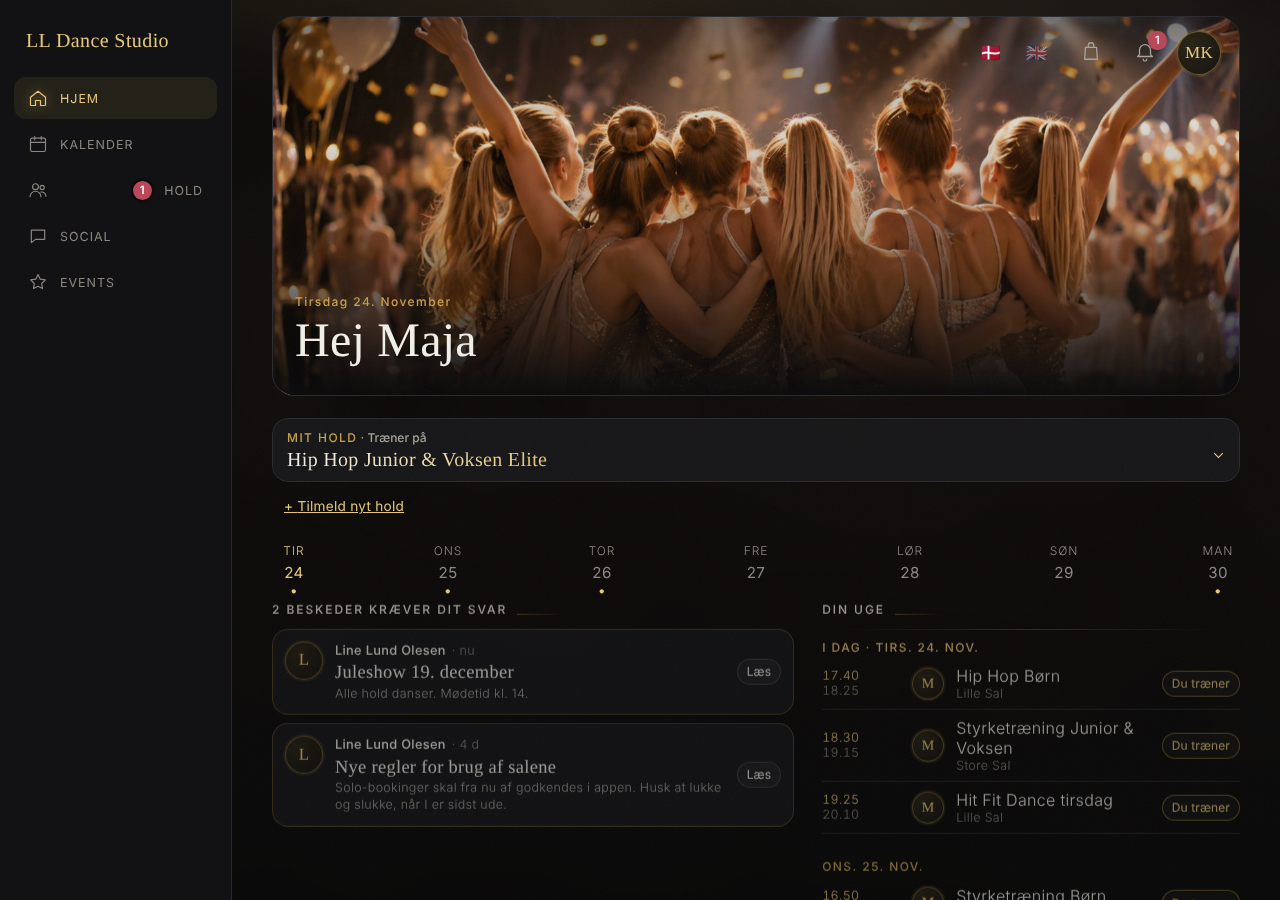 LL Dance Studio
HJEM
KALENDER
1 HOLD
SOCIAL
EVENTS
1
MK
Tirsdag 24. November
Hej Maja
MIT HOLD · Træner på
Hip Hop Junior & Voksen Elite
+ Tilmeld nyt hold
TIR ONS TOR FRE LØR SØN MAN
24 25 26 27 28 29 30
2 BESKEDER KRÆVER DIT SVAR
L
Line Lund Olesen · nu
Juleshow 19. december
Alle hold danser. Mødetid kl. 14.
Læs
L
Line Lund Olesen · 4 d
Nye regler for brug af salene
Solo-bookinger skal fra nu af godkendes i appen. Husk at lukke
og slukke, når I er sidst ude.
Læs
DIN UGE
I DAG · TIRS. 24. NOV.
17.40
18.25
M
Hip Hop Børn
Lille Sal
Du træner
18.30
19.15
M
Styrketræning Junior &
Voksen
Store Sal
Du træner
19.25
20.10
M
Hit Fit Dance tirsdag
Lille Sal
Du træner
ONS. 25. NOV.
16.50
Styrketræning Børn